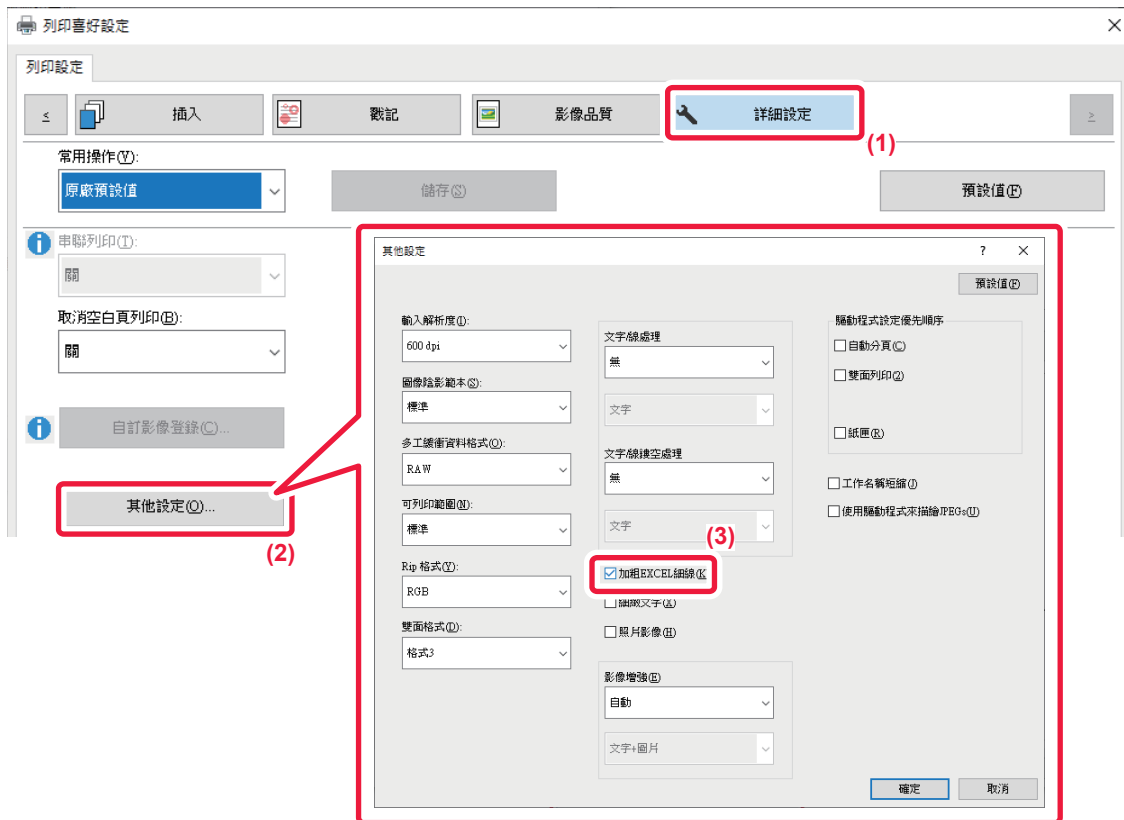 列印喜好設定
列印設定
≤ 插入 戳記 影像品質 詳細設定 ≥
(1)
常用操作(V):
原廠預設值 儲存(S) 預設值(F)
串聯列印(T):
關
取消空白頁列印(B):
關
自訂影像登錄(C)...
其他設定(O)...
(2)
其他設定 ?
預設值(F)
輸入解析度(I):
600 dpi
圖像陰影範本(S):
標準
多工緩衝資料格式(O):
RAW
可列印範圍(N):
標準
Rip 格式(Y):
RGB
雙面格式(D):
格式3
文字/線處理
無
文字
文字/線鏤空處理
無
文字
(3)
加粗EXCEL細線(K
細緻文字(X)
照片影像(H)
影像增強(E)
自動
文字+圖片
驅動程式設定優先順序
自動分頁(C)
雙面列印(2)
紙匣(R)
工作名稱短縮(J)
使用驅動程式來描繪JPEGs(U)
確定 取消